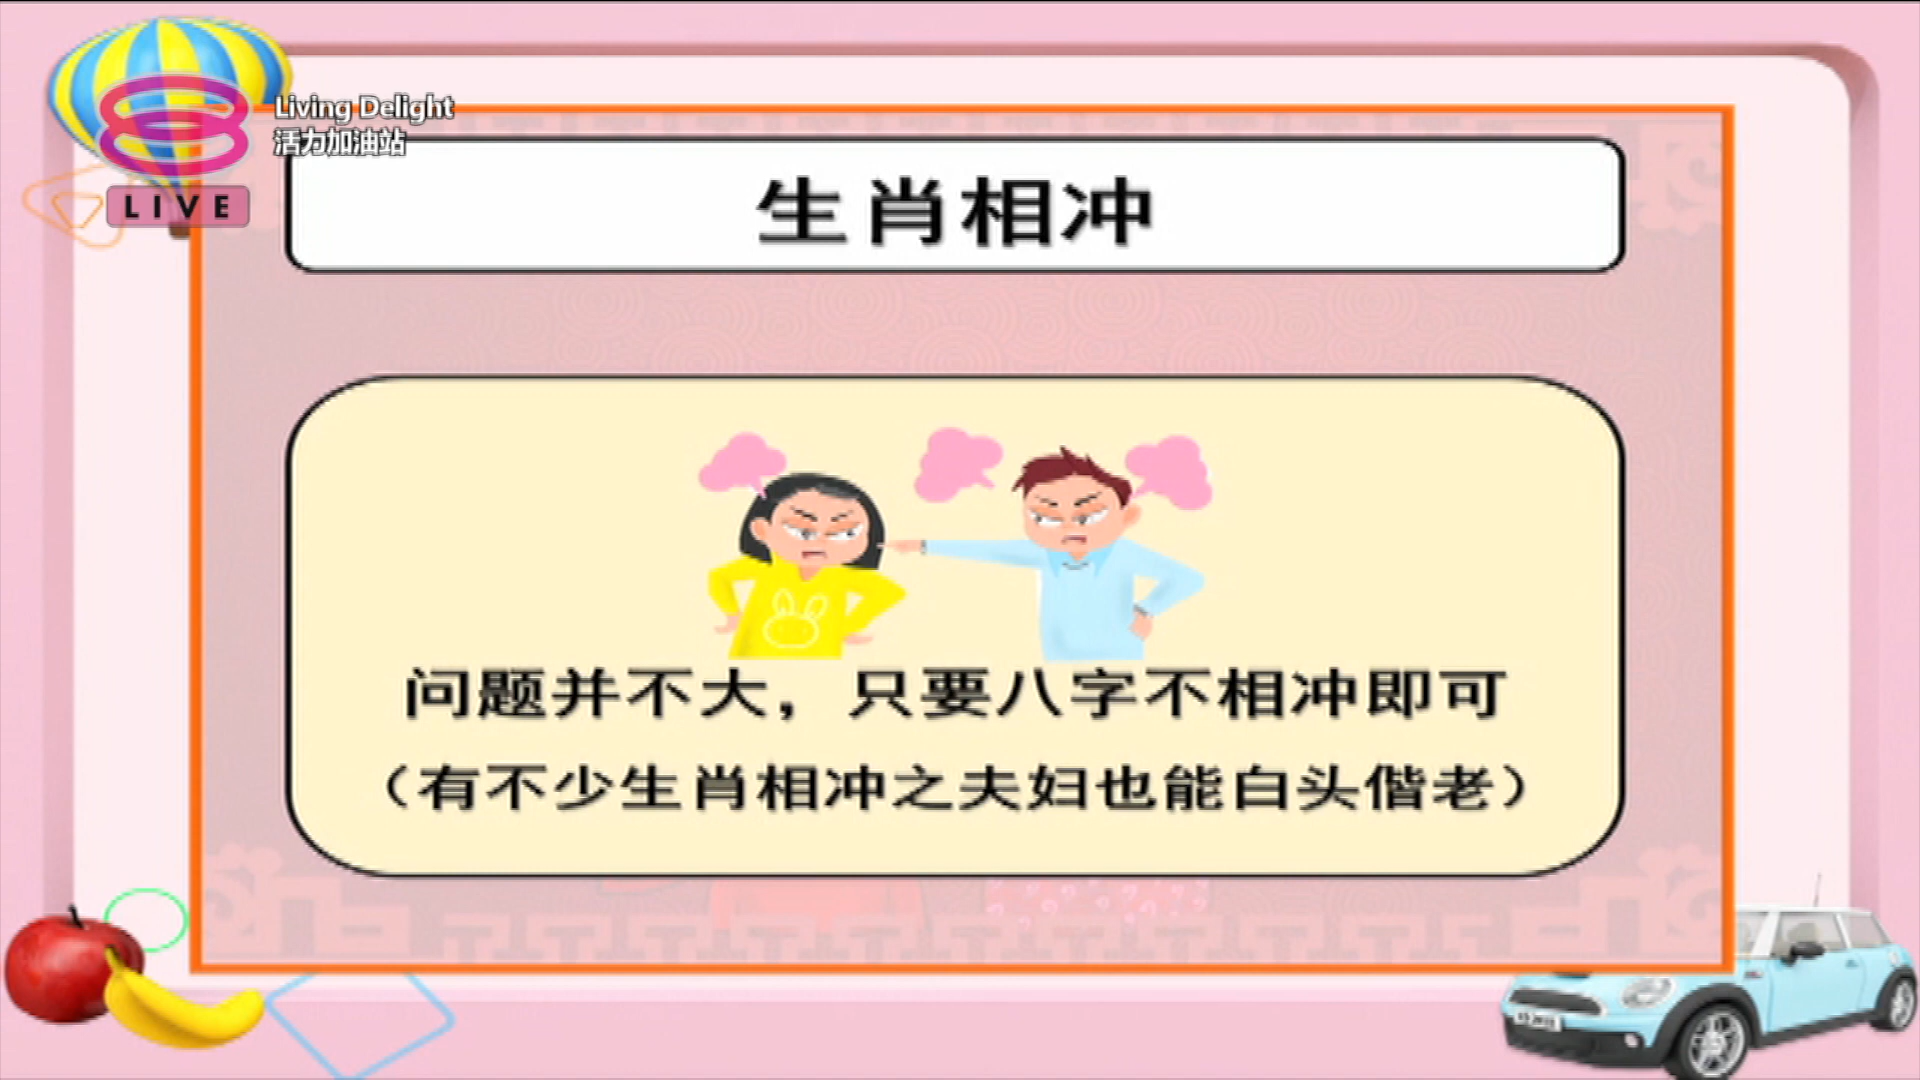 Living Delight
活力加油站
LIVE
生肖相冲
问题并不大，只要八字不相冲即可
（有不少生肖相冲之夫妇也能白头偕老）